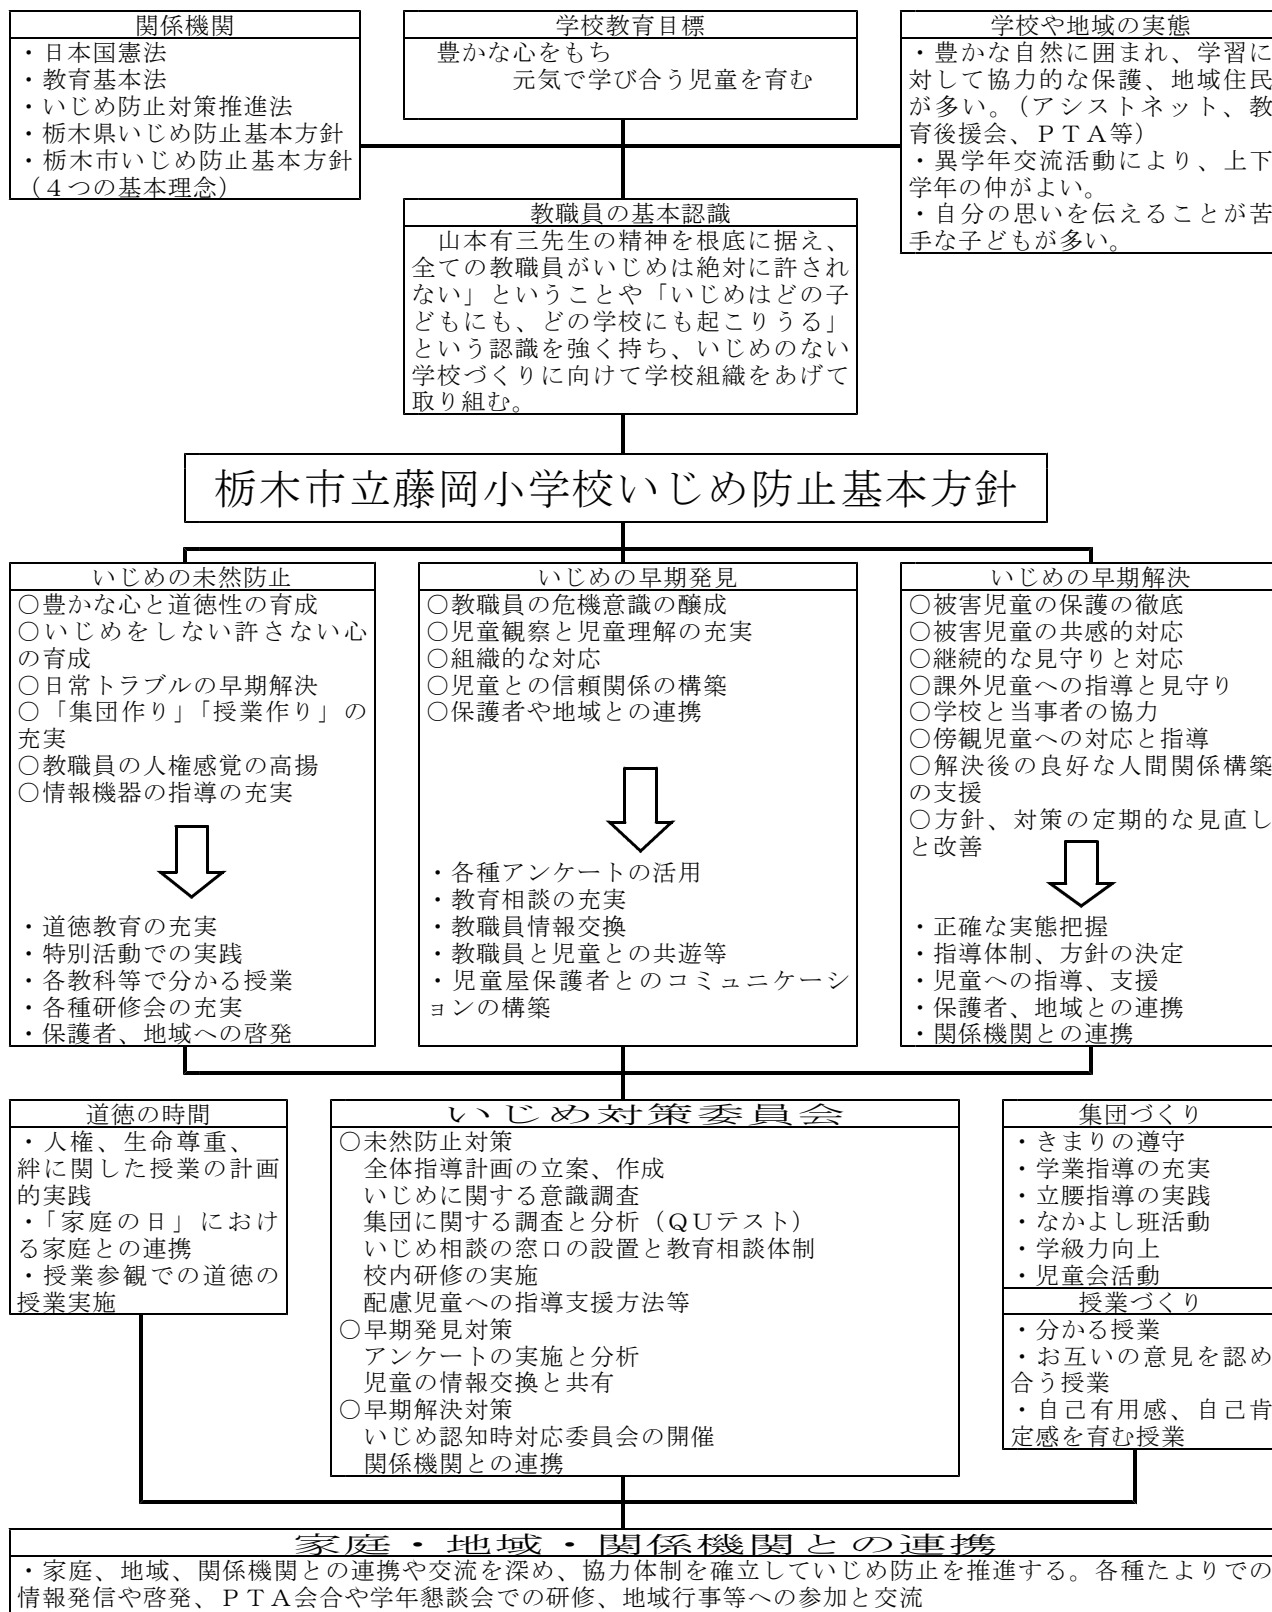 関係機関
・日本国憲法
・教育基本法
・いじめ防止対策推進法
・栃木県いじめ防止基本方針
・栃木市いじめ防止基本方針
（４つの基本理念）
学校教育目標
豊かな心をもち
元気で学び合う児童を育む
学校や地域の実態
・豊かな自然に囲まれ、学習に
対して協力的な保護、地域住民
が多い。（アシストネット、教
育後援会、ＰＴＡ等）
・異学年交流活動により、上下
学年の仲がよい。
・自分の思いを伝えることが苦
手な子どもが多い。
教職員の基本認識
山本有三先生の精神を根底に据え、
全ての教職員がいじめは絶対に許され
ない」ということや「いじめはどの子
どもにも、どの学校にも起こりうる」
という認識を強く持ち、いじめのない
学校づくりに向けて学校組織をあげて
取り組む。
栃木市立藤岡小学校いじめ防止基本方針
いじめの未然防止
○豊かな心と道徳性の育成
○いじめをしない許さない心
の育成
○日常トラブルの早期解決
○「集団作り」「授業作り」の
充実
○教職員の人権感覚の高揚
○情報機器の指導の充実
・道徳教育の充実
・特別活動での実践
・各教科等で分かる授業
・各種研修会の充実
・保護者、地域への啓発
いじめの早期発見
○教職員の危機意識の醸成
○児童観察と児童理解の充実
○組織的な対応
○児童との信頼関係の構築
○保護者や地域との連携
・各種アンケートの活用
・教育相談の充実
・教職員情報交換
・教職員と児童との共遊等
・児童屋保護者とのコミュニケーシ
ョンの構築
いじめの早期解決
○被害児童の保護の徹底
○被害児童の共感的対応
○継続的な見守りと対応
○課外児童への指導と見守り
○学校と当事者の協力
○傍観児童への対応と指導
○解決後の良好な人間関係構築
の支援
○方針、対策の定期的な見直し
と改善
・正確な実態把握
・指導体制、方針の決定
・児童への指導、支援
・保護者、地域との連携
・関係機関との連携
道徳の時間
・人権、生命尊重、
絆に関した授業の計画
的実践
・「家庭の日」におけ
る家庭との連携
・授業参観での道徳の
授業実施
いじめ対策委員会
○未然防止対策
全体指導計画の立案、作成
いじめに関する意識調査
集団に関する調査と分析（ＱＵテスト）
いじめ相談の窓口の設置と教育相談体制
校内研修の実施
配慮児童への指導支援方法等
○早期発見対策
アンケートの実施と分析
児童の情報交換と共有
○早期解決対策
いじめ認知時対応委員会の開催
関係機関との連携
集団づくり
・きまりの遵守
・学業指導の充実
・立腰指導の実践
・なかよし班活動
・学級力向上
・児童会活動
授業づくり
・分かる授業
・お互いの意見を認め
合う授業
・自己有用感、自己肯
定感を育む授業
家庭・地域・関係機関との連携
・家庭、地域、関係機関との連携や交流を深め、協力体制を確立していじめ防止を推進する。各種たよりでの
情報発信や啓発、ＰＴＡ会合や学年懇談会での研修、地域行事等への参加と交流